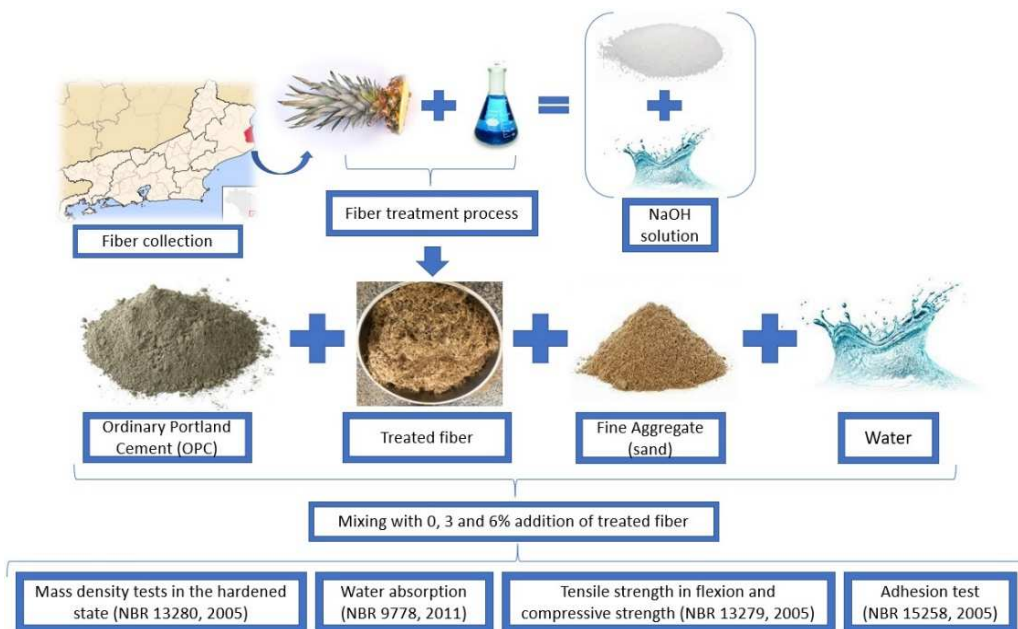 Fiber collection
Fiber treatment process
NaOH
solution
Ordinary Portland
Cement (OPC)
Treated fiber
Fine Aggregate
(sand)
Water
Mixing with 0, 3 and 6% addition of treated fiber
Mass density tests in the hardened
state (NBR 13280, 2005)
Water absorption
(NBR 9778, 2011)
Tensile strength in flexion and
compressive strength (NBR 13279, 2005)
Adhesion test
(NBR 15258, 2005)